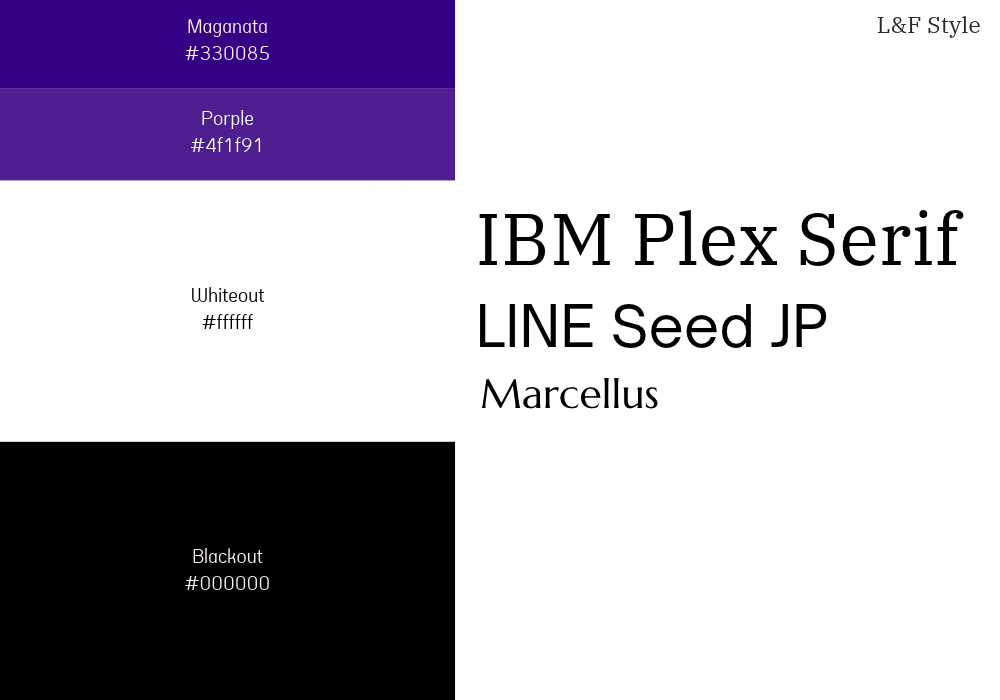 Maganata
#330085
Porple
#4f1f91
Whiteout
#ffffff
Blackout
#000000
L&F Style
IBM Plex Serif
LINE Seed JP
Marcellus